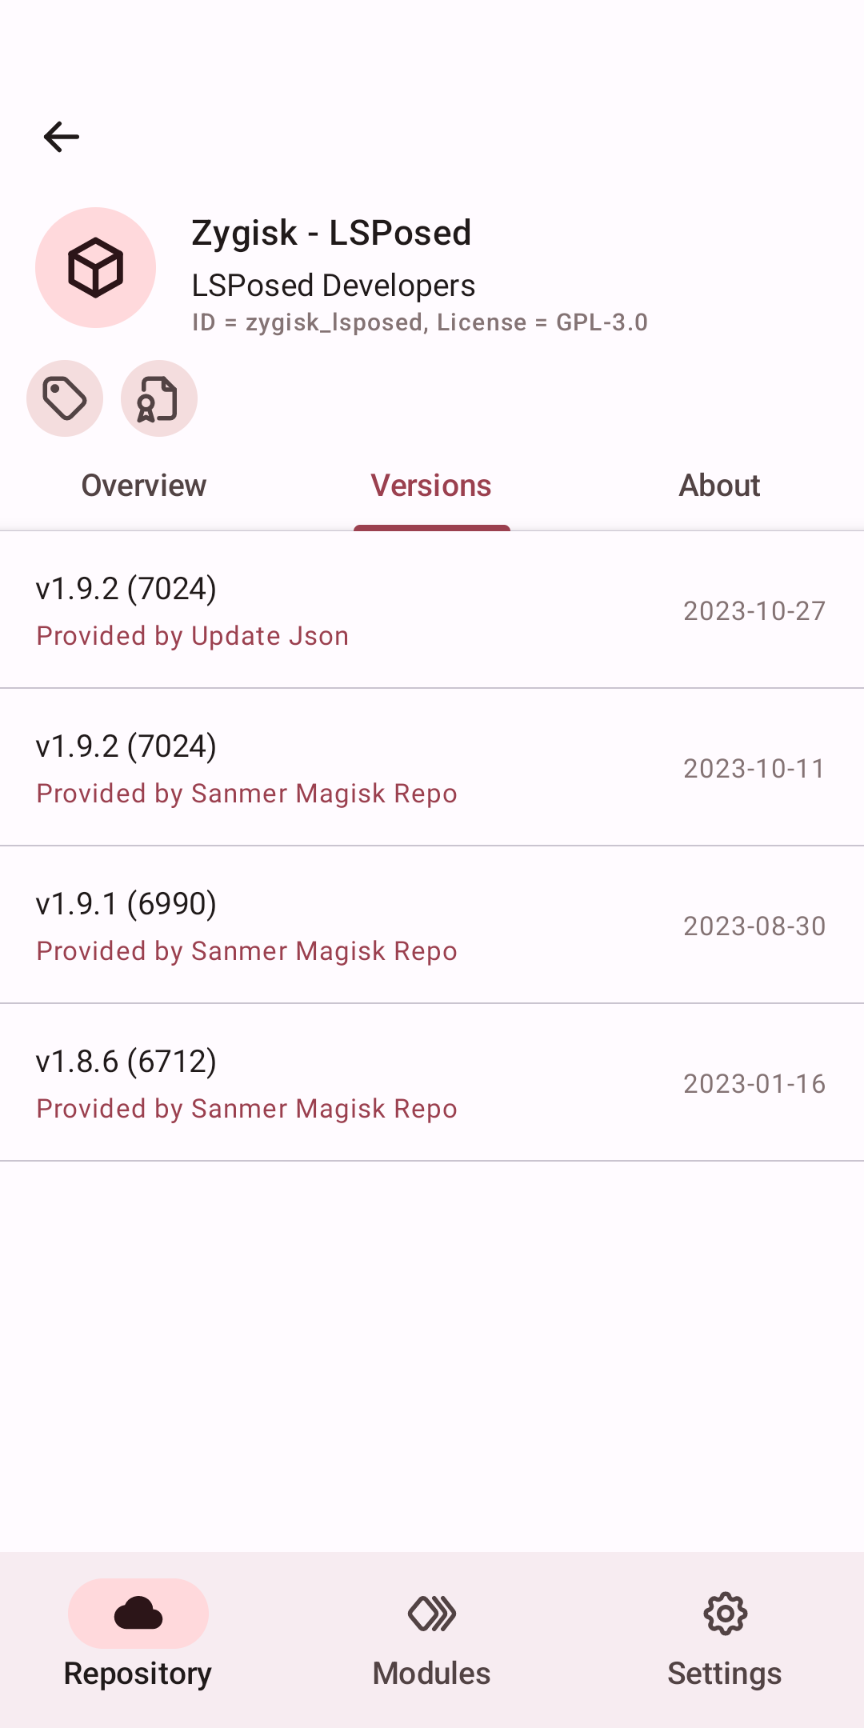 Zygisk - LSPosed
LSPosed Developers
ID = zygisk_lsposed, License = GPL-3.0
Overview
Versions
About
v1.9.2 (7024)
Provided by Update Json
2023-10-27
v1.9.2 (7024)
Provided by Sanmer Magisk Repo
2023-10-11
v1.9.1 (6990)
Provided by Sanmer Magisk Repo
2023-08-30
v1.8.6 (6712)
Provided by Sanmer Magisk Repo
2023-01-16
Repository
Modules
Settings